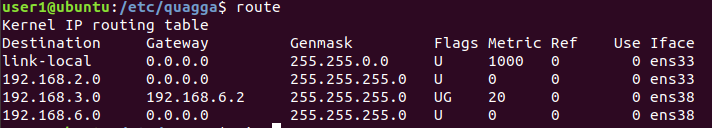 user1@ubuntu:/etc/quagga$ route
Kernel IP routing table
Destination Gateway Genmask Flags Metric Ref Use Iface
link-local 0.0.0.0 255.255.0.0 U 1000 0 0 ens33
192.168.2.0 0.0.0.0 255.255.255.0 U 0 0 0 ens33
192.168.3.0 192.168.6.2 255.255.255.0 UG 20 0 0 ens38
192.168.6.0 0.0.0.0 255.255.255.0 U 0 0 0 ens38